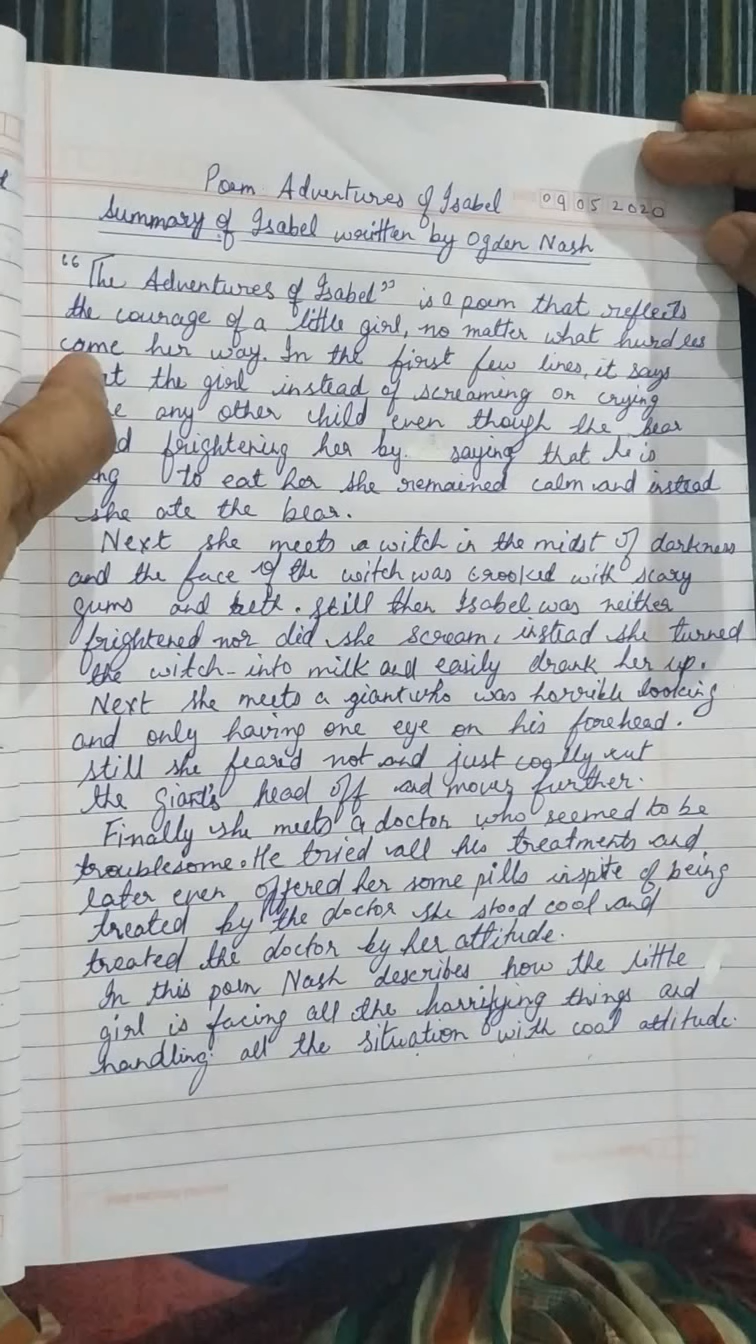 Poem Adventures of Isabel 09 05 2020
Summary of Isabel written by Ogden Nash
"The Adventures of Isabel" is a poem that reflects
the courage of a little girl, no matter what hurdles
come her way. In the first few lines, it says
at the girl instead of screaming or crying
e any other child even though the bear
d frightening her by saying that he is
ng to eat her she remained calm and instead
she ate the bear.
Next she meets a witch in the midst of darkness
and the face of the witch was crooked with scary
gums and teeth. Still then Isabel was neither
frightened nor did she scream, instead she turned
the witch into milk and easily drank her up.
Next she meets a giant who was horrible looking
and only having one eye on his forehead.
still she feared not and just coolly cut
the giant's head off and moves further.
Finally she meets a doctor who seemed to be
troublesome. He tried all his treatments and
later even offered her some pills inspite of being
treated by the doctor she stood cool and
treated the doctor by her attitude.
In this poem Nash describes how the little
girl is facing all the harrifying things and
handling all the situation with cool attitude.